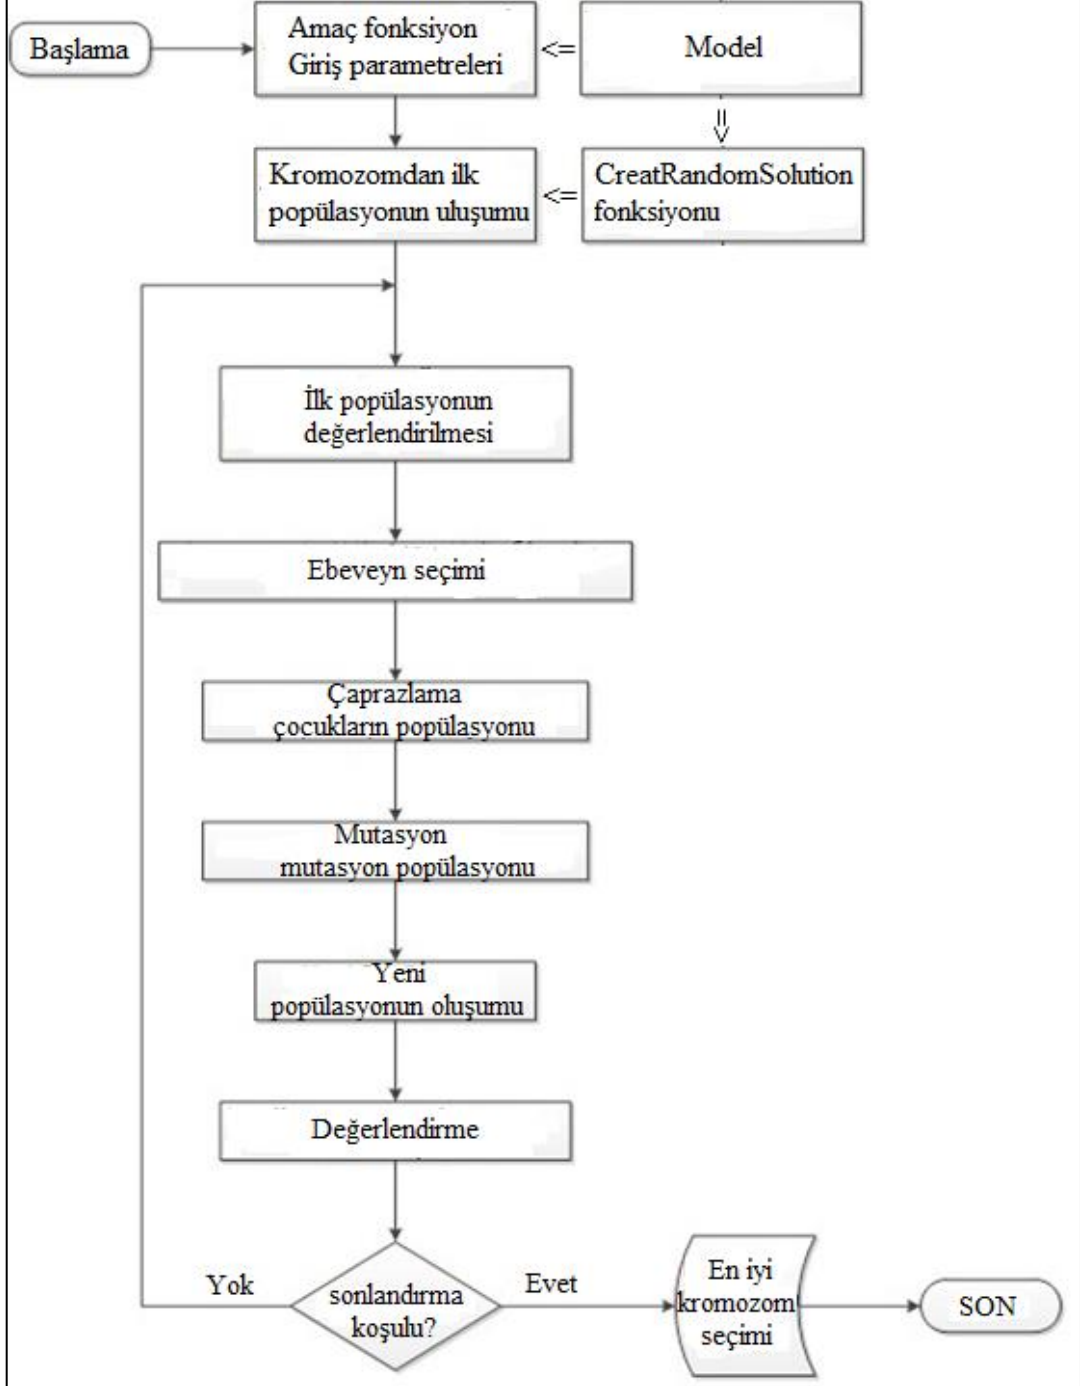 Başlama
Amaç fonksiyon
Giriş parametreleri
<=
Model
Kromozomdan ilk
popülasyonun uluşumu
<=
CreatRandomSolution
fonksiyonu
İlk popülasyonun
değerlendirilmesi
Ebeveyn seçimi
Çaprazlama
çocukların popülasyonu
Mutasyon
mutasyon popülasyonu
Yeni
popülasyonun oluşumu
Değerlendirme
Yok
sonlandırma
koşulu?
Evet
En iyi
kromozom
seçimi
SON